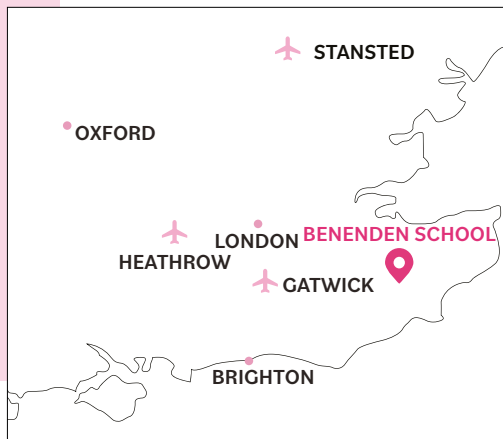 STANSTED
OXFORD
BENENDEN SCHOOL
LONDON
HEATHROW
GATWICK
BRIGHTON